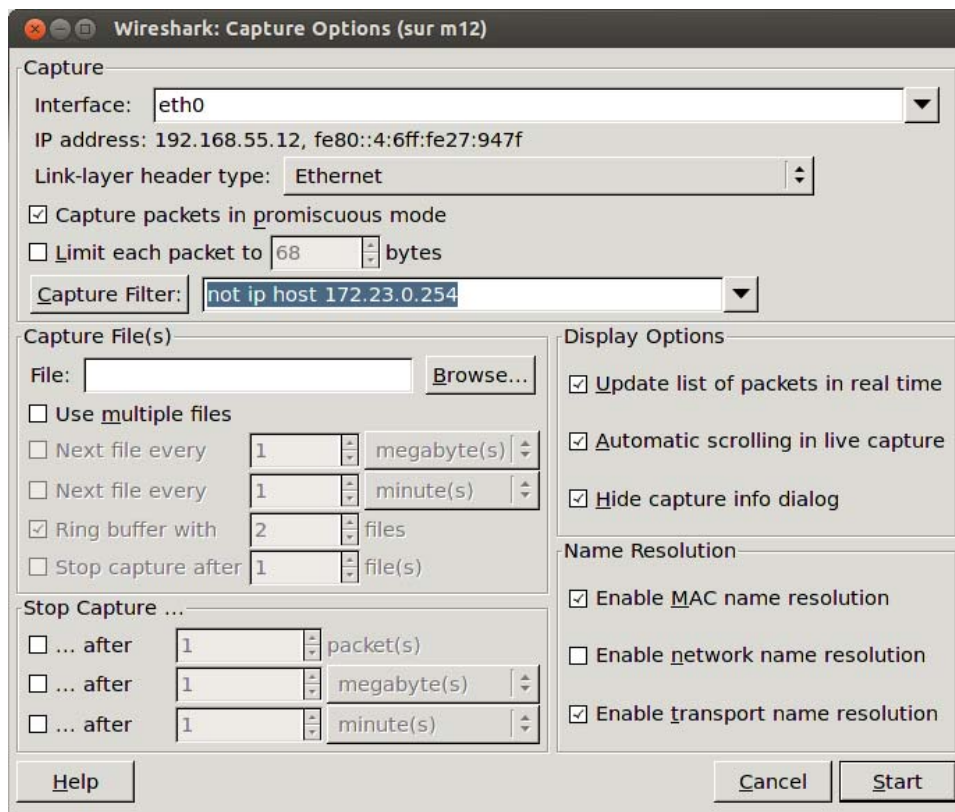 Wireshark: Capture Options (sur m12)
Capture
Interface: eth0
IP address: 192.168.55.12, fe80::4:6ff:fe27:947f
Link-layer header type: Ethernet
Capture packets in promiscuous mode
Limit each packet to 68 bytes
Capture Filter: not ip host 172.23.0.254
Capture File(s)
File: Browse...
Use multiple files
Next file every 1 megabyte(s)
Next file every 1 minute(s)
Ring buffer with 2 files
Stop capture after 1 file(s)
Stop Capture ...
... after 1 packet(s)
... after 1 megabyte(s)
... after 1 minute(s)
Display Options
Update list of packets in real time
Automatic scrolling in live capture
Hide capture info dialog
Name Resolution
Enable MAC name resolution
Enable network name resolution
Enable transport name resolution
Help Cancel Start